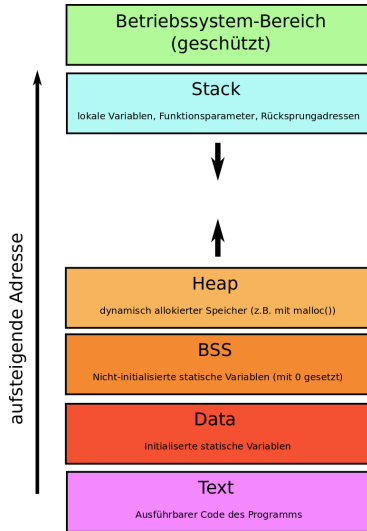 Betriebssystem-Bereich
(geschützt)
Stack
lokale Variablen, Funktionsparameter, Rücksprungadressen
aufsteigende Adresse
Heap
dynamisch allokierter Speicher (z.B. mit malloc())
BSS
Nicht-initialisierte statische Variablen (mit 0 gesetzt)
Data
Initialiserte statische Variablen
Text
Ausführbarer Code des Programms